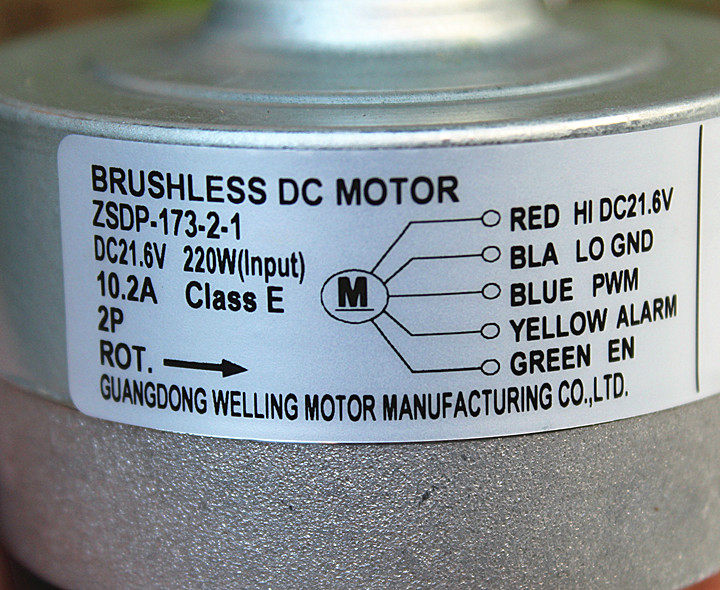 BRUSHLESS DC MOTOR
ZSDP-173-2-1
DC21.6V 220W(Input)
10.2A Class E
2P
ROT.
M
RED HI DC21.6V
BLA LO GND
BLUE PWM
YELLOW ALARM
GREEN EN
GUANGDONG WELLING MOTOR MANUFACTURING CO.,LTD.